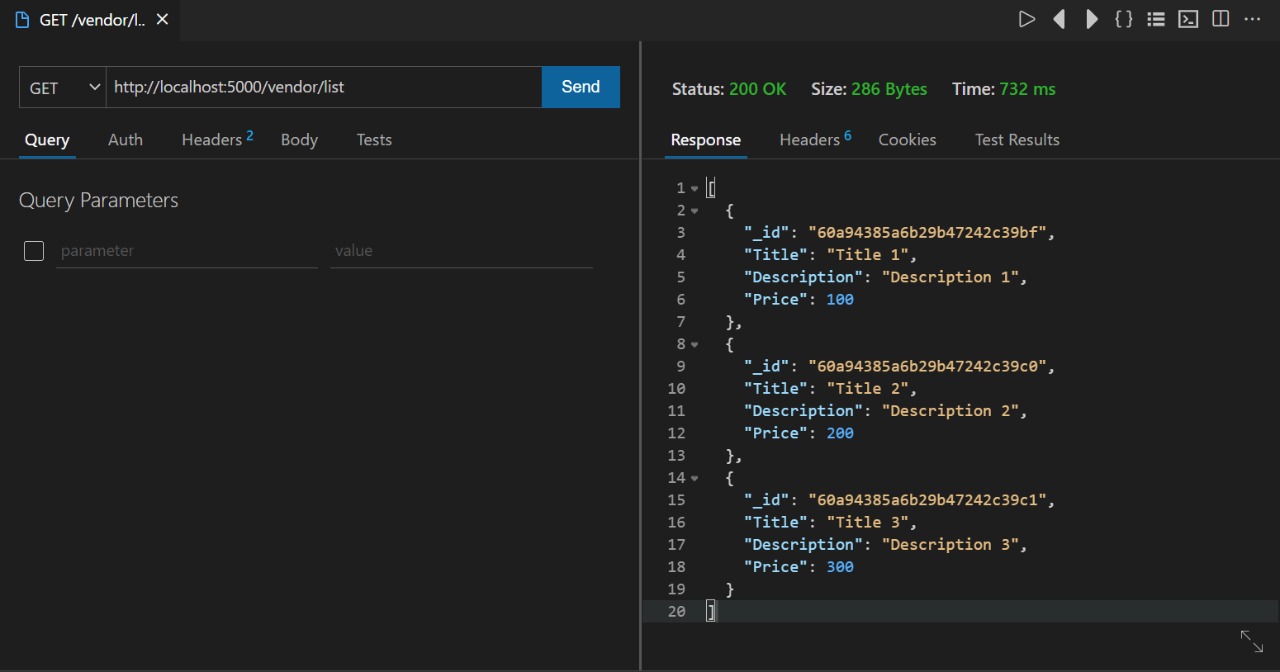 GET /vendor/l..
GET http://localhost:5000/vendor/list Send
Query Auth Headers 2 Body Tests
Query Parameters
parameter value
Status: 200 OK Size: 286 Bytes Time: 732 ms
Response Headers 6 Cookies Test Results
1 [
2 {
3 "_id": "60a94385a6b29b47242c39bf",
4 "Title": "Title 1",
5 "Description": "Description 1",
6 "Price": 100
7 },
8 {
9 "_id": "60a94385a6b29b47242c39c0",
10 "Title": "Title 2",
11 "Description": "Description 2",
12 "Price": 200
13 },
14 {
15 "_id": "60a94385a6b29b47242c39c1",
16 "Title": "Title 3",
17 "Description": "Description 3",
18 "Price": 300
19 }
20 ]